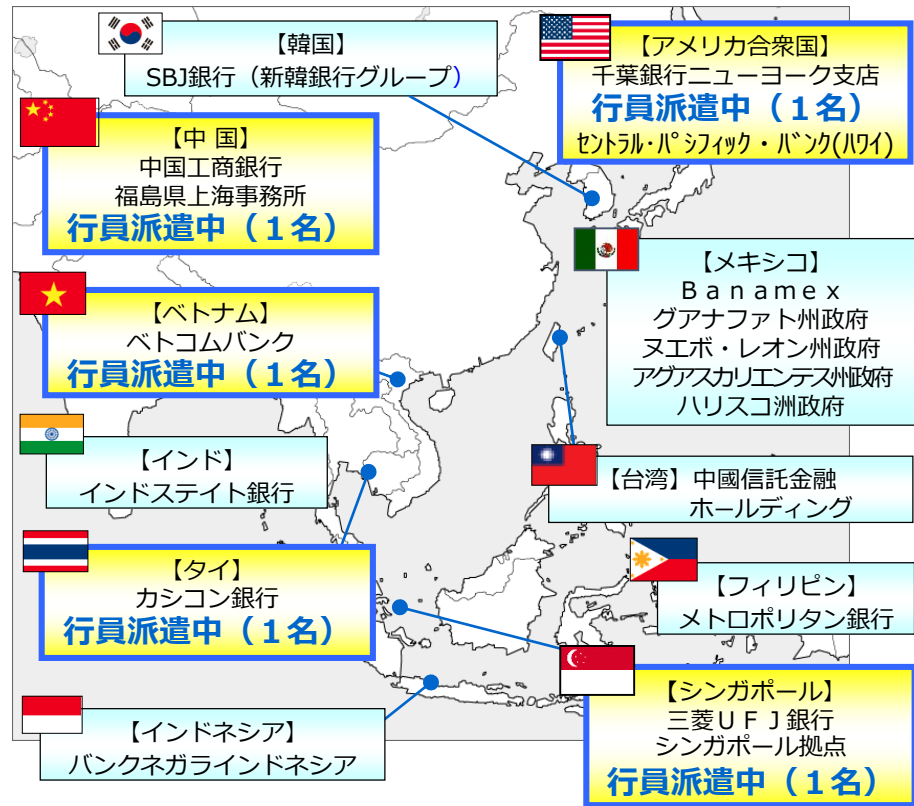 【韓国】
SBJ銀行（新韓銀行グループ）
【アメリカ合衆国】
千葉銀行ニューヨーク支店
行員派遣中（１名）
ｾﾝﾄﾗﾙ･ﾊﾟｼﾌｨｯｸ・ﾊﾞﾝｸ(ﾊﾜｲ)
【中 国】
中国工商銀行
福島県上海事務所
行員派遣中（１名）
【メキシコ】
Ｂａｎａｍｅｘ
グアナファト州政府
ヌエボ・レオン州政府
アグアスカリエンテス州政府
ハリスコ洲政府
【ベトナム】
ベトコムバンク
行員派遣中（１名）
【インド】
インドステイト銀行
【台湾】中國信託金融
ホールディング
【タイ】
カシコン銀行
行員派遣中（１名）
【フィリピン】
メトロポリタン銀行
【シンガポール】
三菱ＵＦＪ銀行
シンガポール拠点
行員派遣中（１名）
【インドネシア】
バンクネガラインドネシア